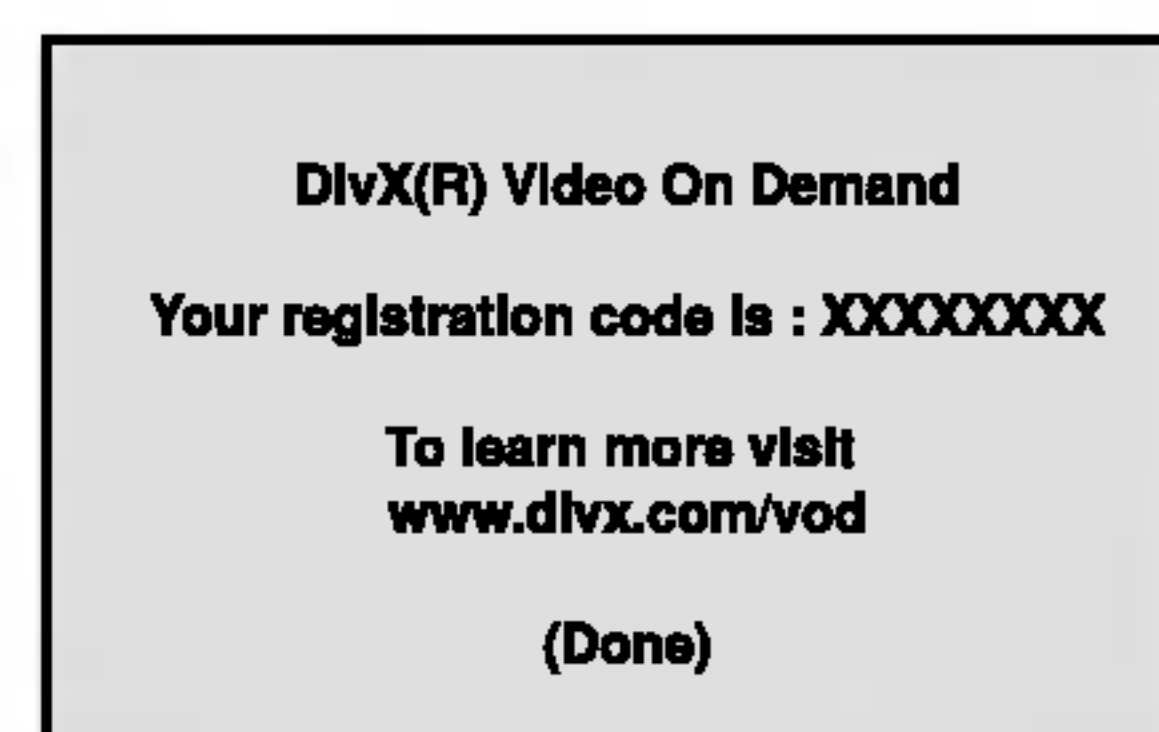 DivX(R) Video On Demand
Your registration code is : XXXXXXXX
To learn more visit
www.divx.com/vod
(Done)